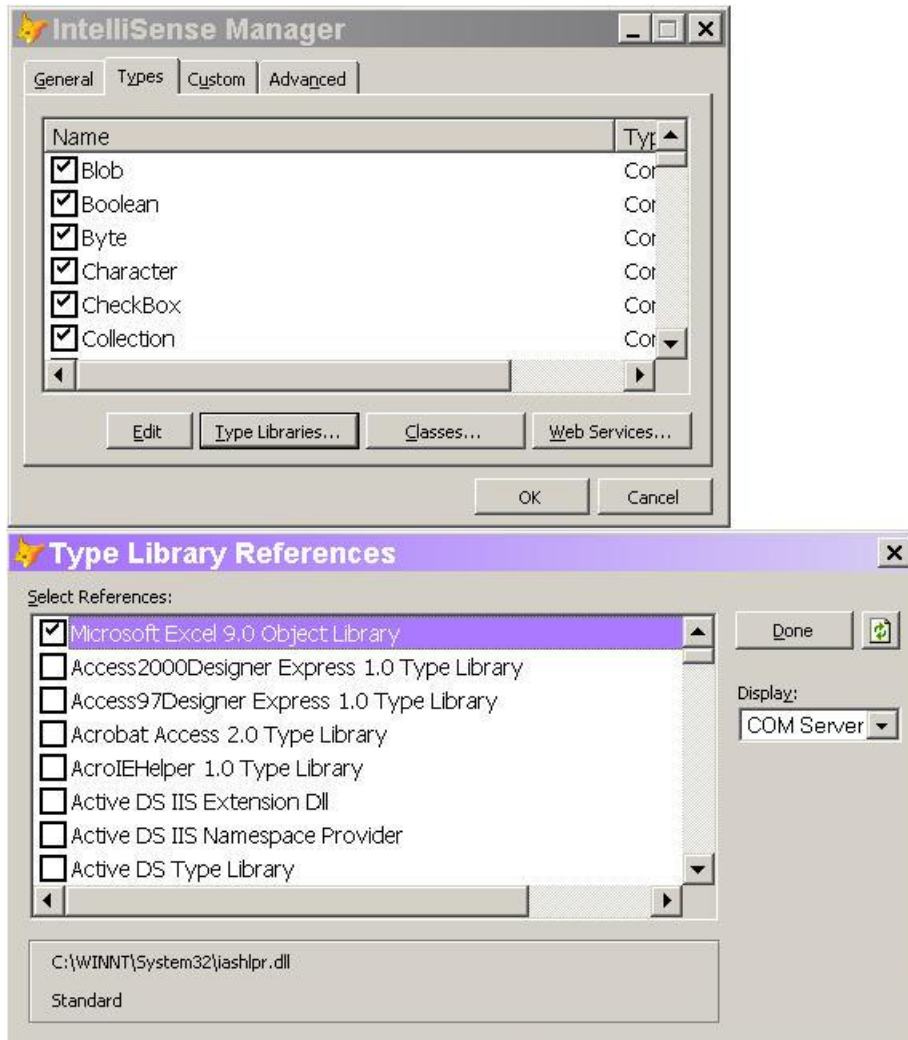 IntelliSense Manager
General Types Custom Advanced
Name Typ
Blob Cor
Boolean Cor
Byte Cor
Character Cor
CheckBox Cor
Collection Cor
Edit Type Libraries... Classes... Web Services...
OK Cancel
Type Library References
Select References:
Microsoft Excel 9.0 Object Library
Done
Access2000Designer Express 1.0 Type Library
Access97Designer Express 1.0 Type Library
Display:
Acrobat Access 2.0 Type Library
COM Server
AcroIEHelper 1.0 Type Library
Active DS IIS Extension Dll
Active DS IIS Namespace Provider
Active DS Type Library
C:\WINNT\System32\iashlpr.dll
Standard